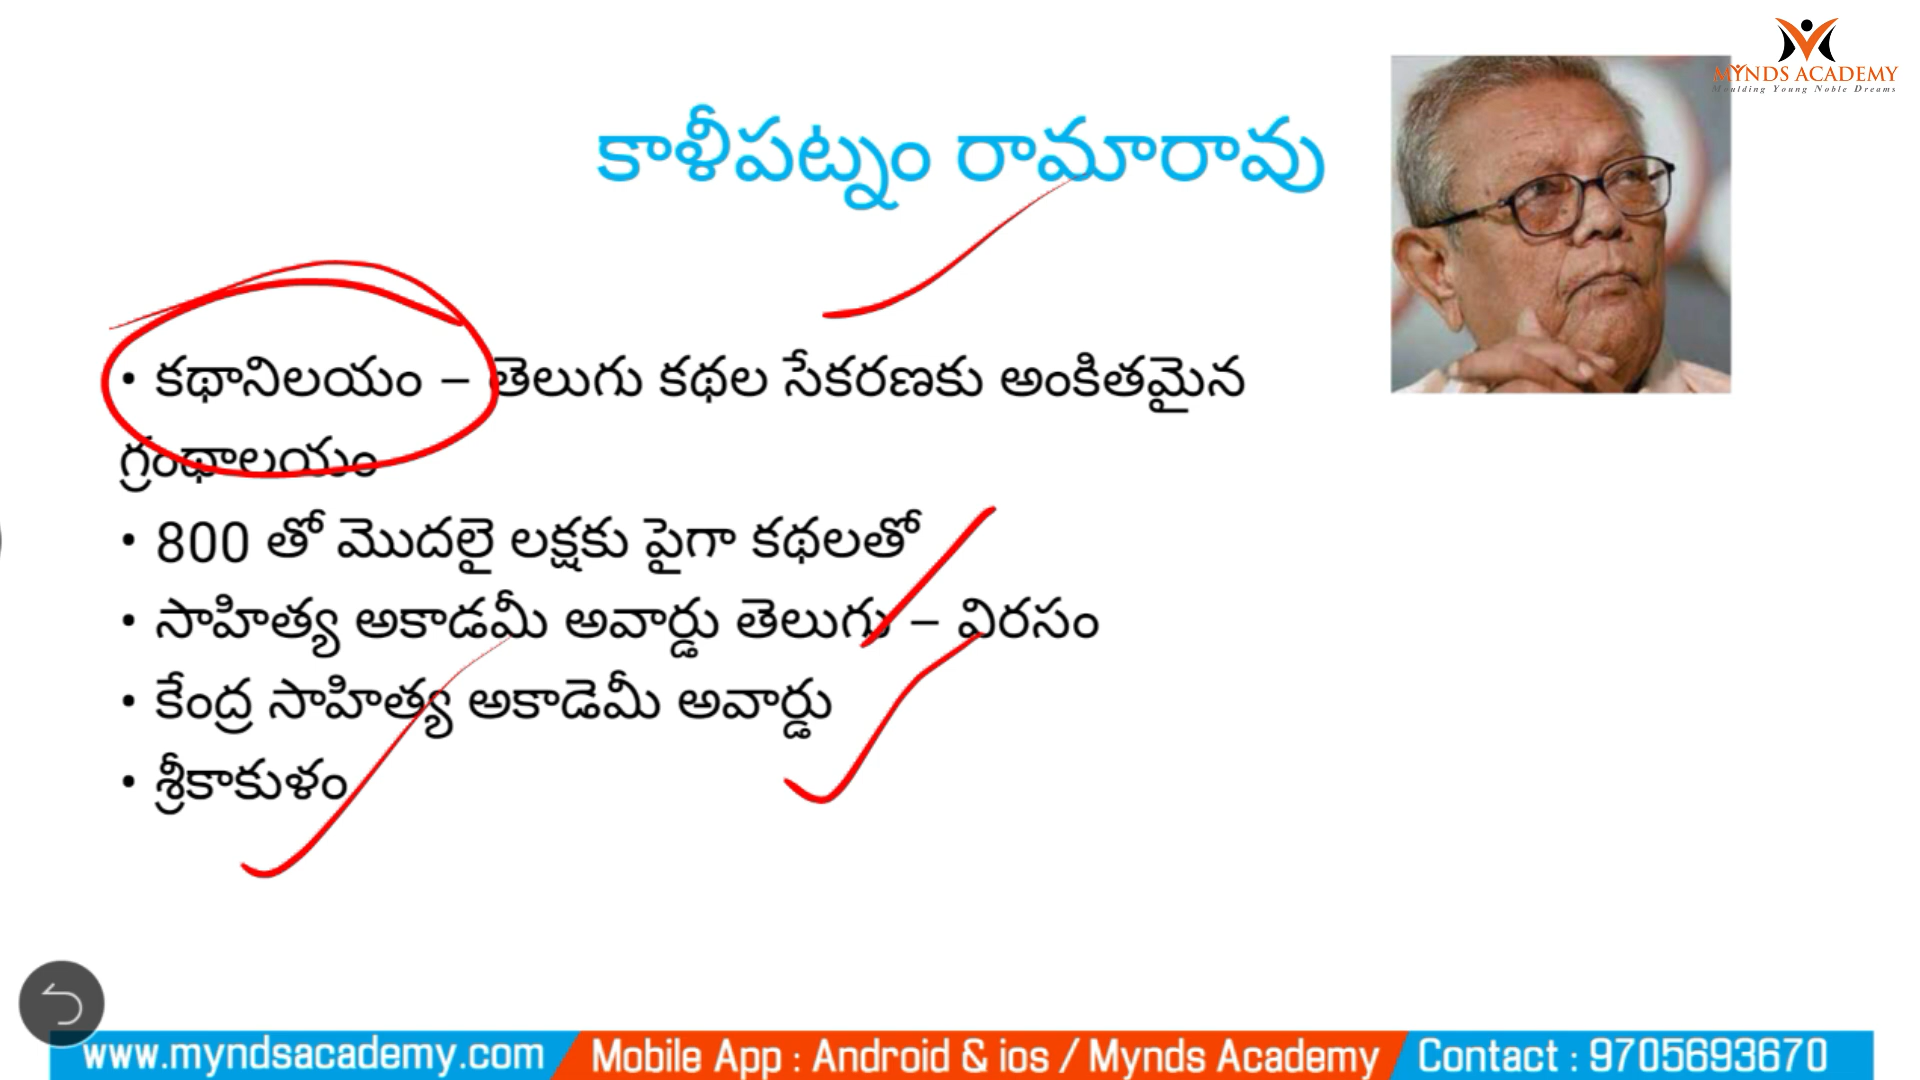 MYNDS ACADEMY
Moulding Young Noble Dreams
కాళీపట్నం రామారావు
• కథానిలయం – తెలుగు కథల సేకరణకు అంకితమైన
గ్రంథాలయం
• 800 తో మొదలై లక్షకు పైగా కథలతో
• సాహిత్య అకాడమీ అవార్డు తెలుగు – విరసం
• కేంద్ర సాహిత్య అకాడెమీ అవార్డు
• శ్రీకాకుళం
www.myndsacademy.com Mobile App : Android & ios / Mynds Academy Contact : 9705693670